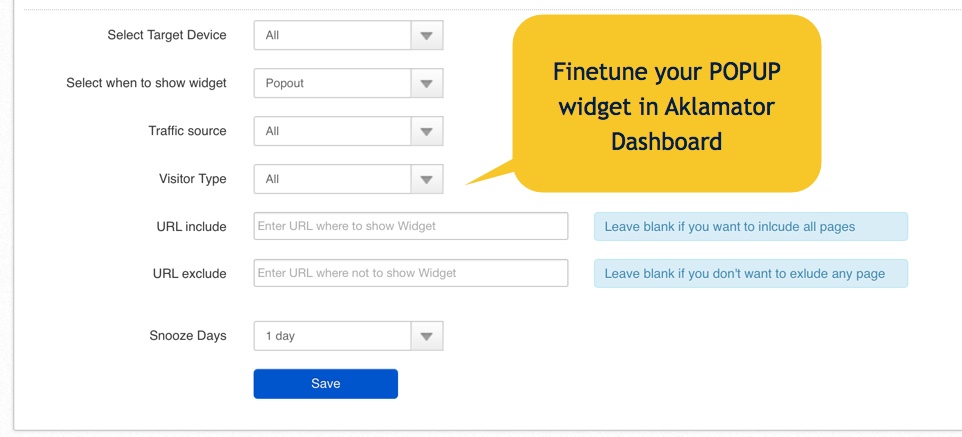 Select Target Device All
Select when to show widget Popout
Traffic source All
Visitor Type All
Finetune your POPUP
widget in Aklamator
Dashboard
URL include Enter URL where to show Widget Leave blank if you want to inlcude all pages
URL exclude Enter URL where not to show Widget Leave blank if you don't want to exlude any page
Snooze Days 1 day
Save